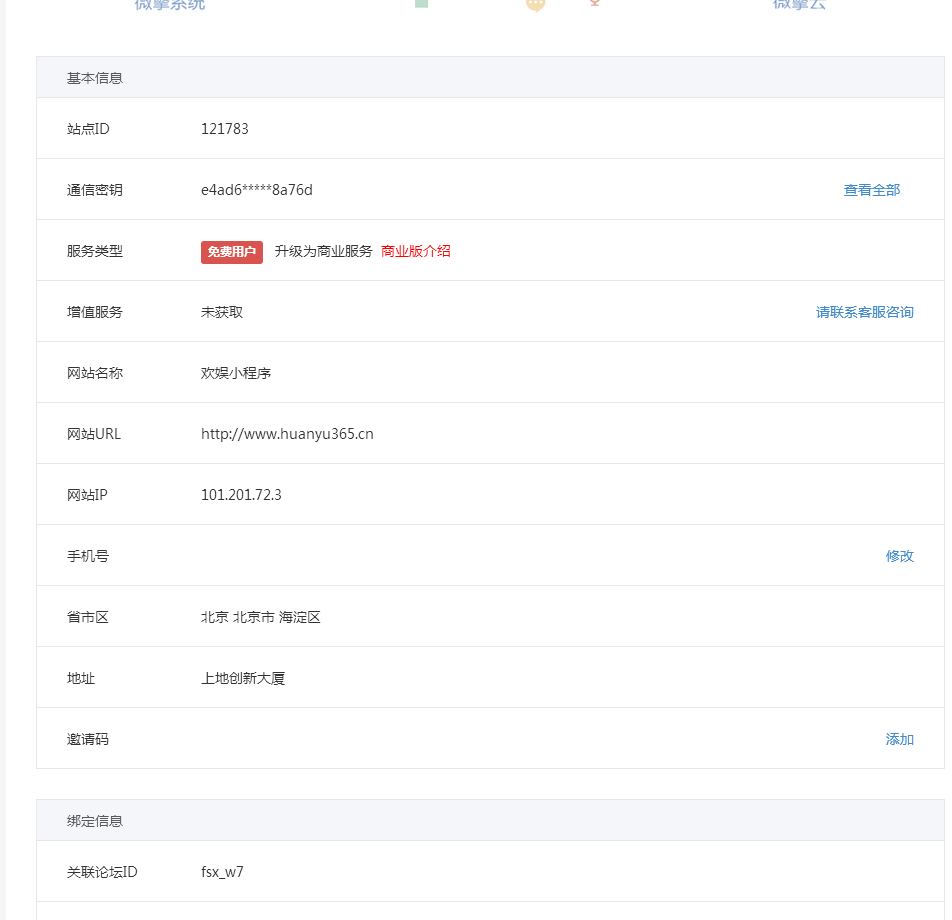 微擎系统 微擎云
基本信息
站点ID 121783
通信密钥 e4ad6*****8a76d 查看全部
服务类型 免费用户 升级为商业服务 商业版介绍
增值服务 未获取 请联系客服咨询
网站名称 欢娱小程序
网站URL http://www.huanyu365.cn
网站IP 101.201.72.3
手机号 修改
省市区 北京 北京市 海淀区
地址 上地创新大厦
邀请码 添加
绑定信息
关联论坛ID fsx_w7